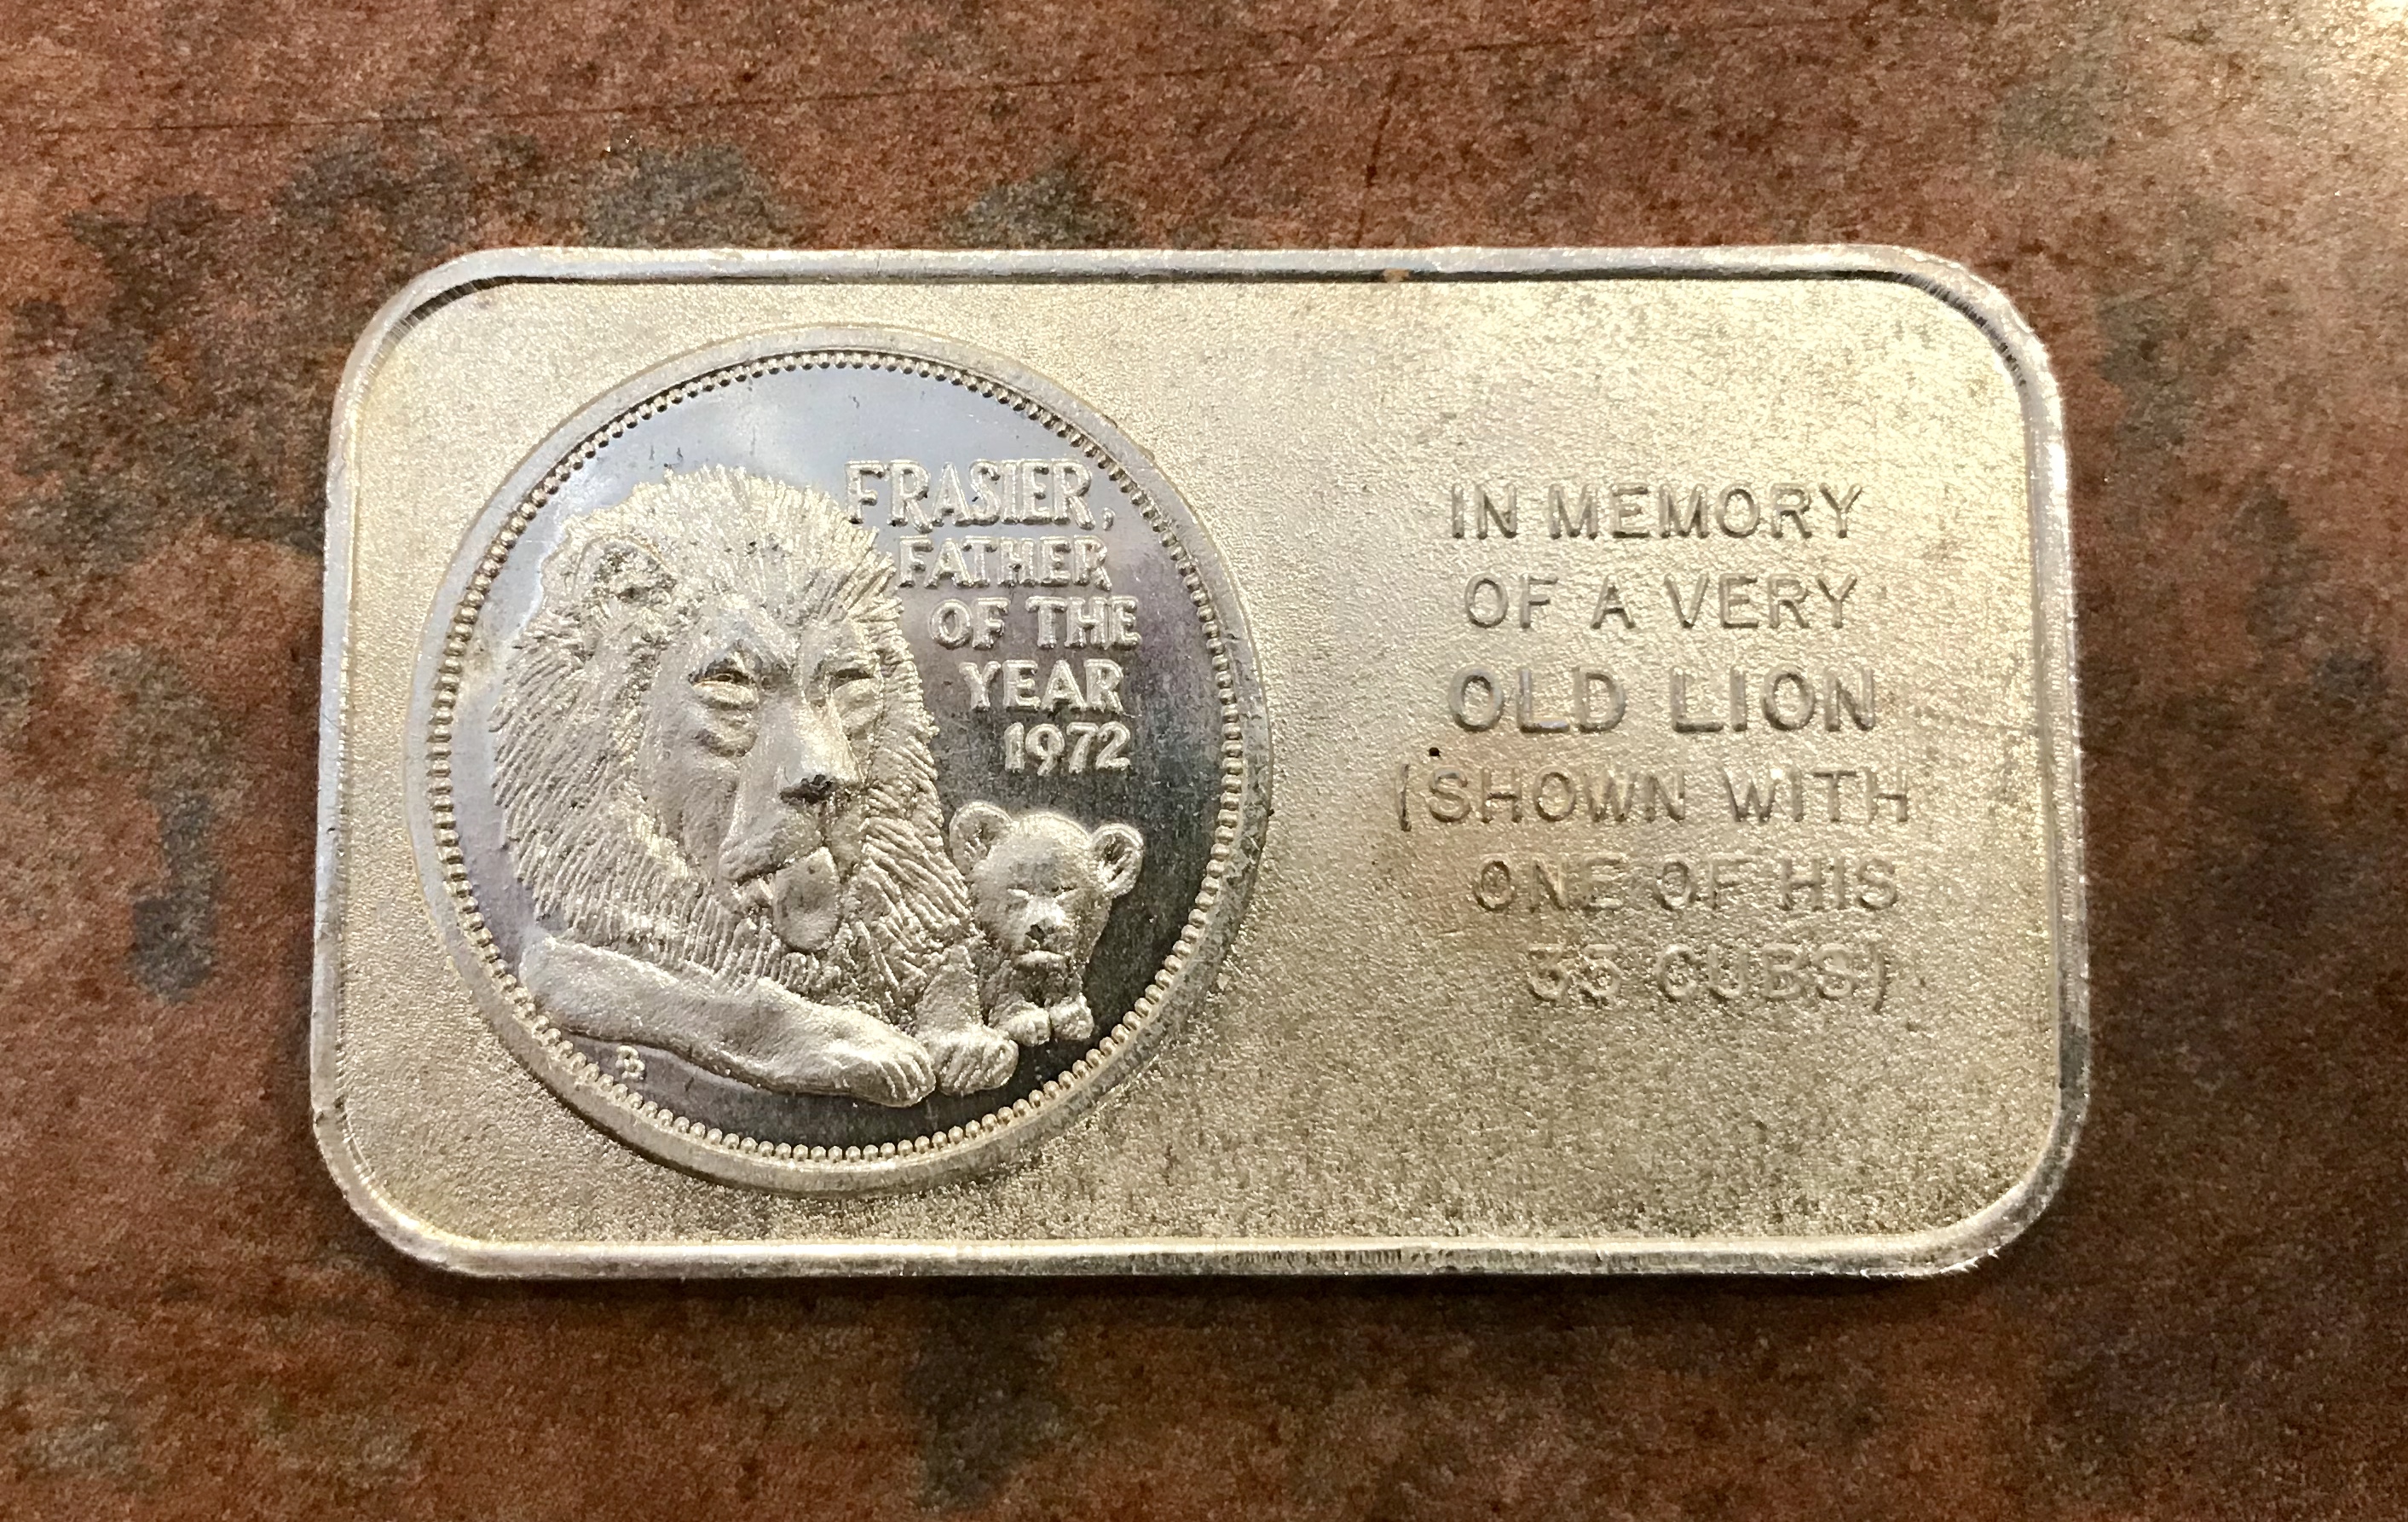 FRASIER,
FATHER
OF THE
YEAR
1972
IN MEMORY
OF A VERY
OLD LION
(SHOWN WITH
ONE OF HIS
35 CUBS)